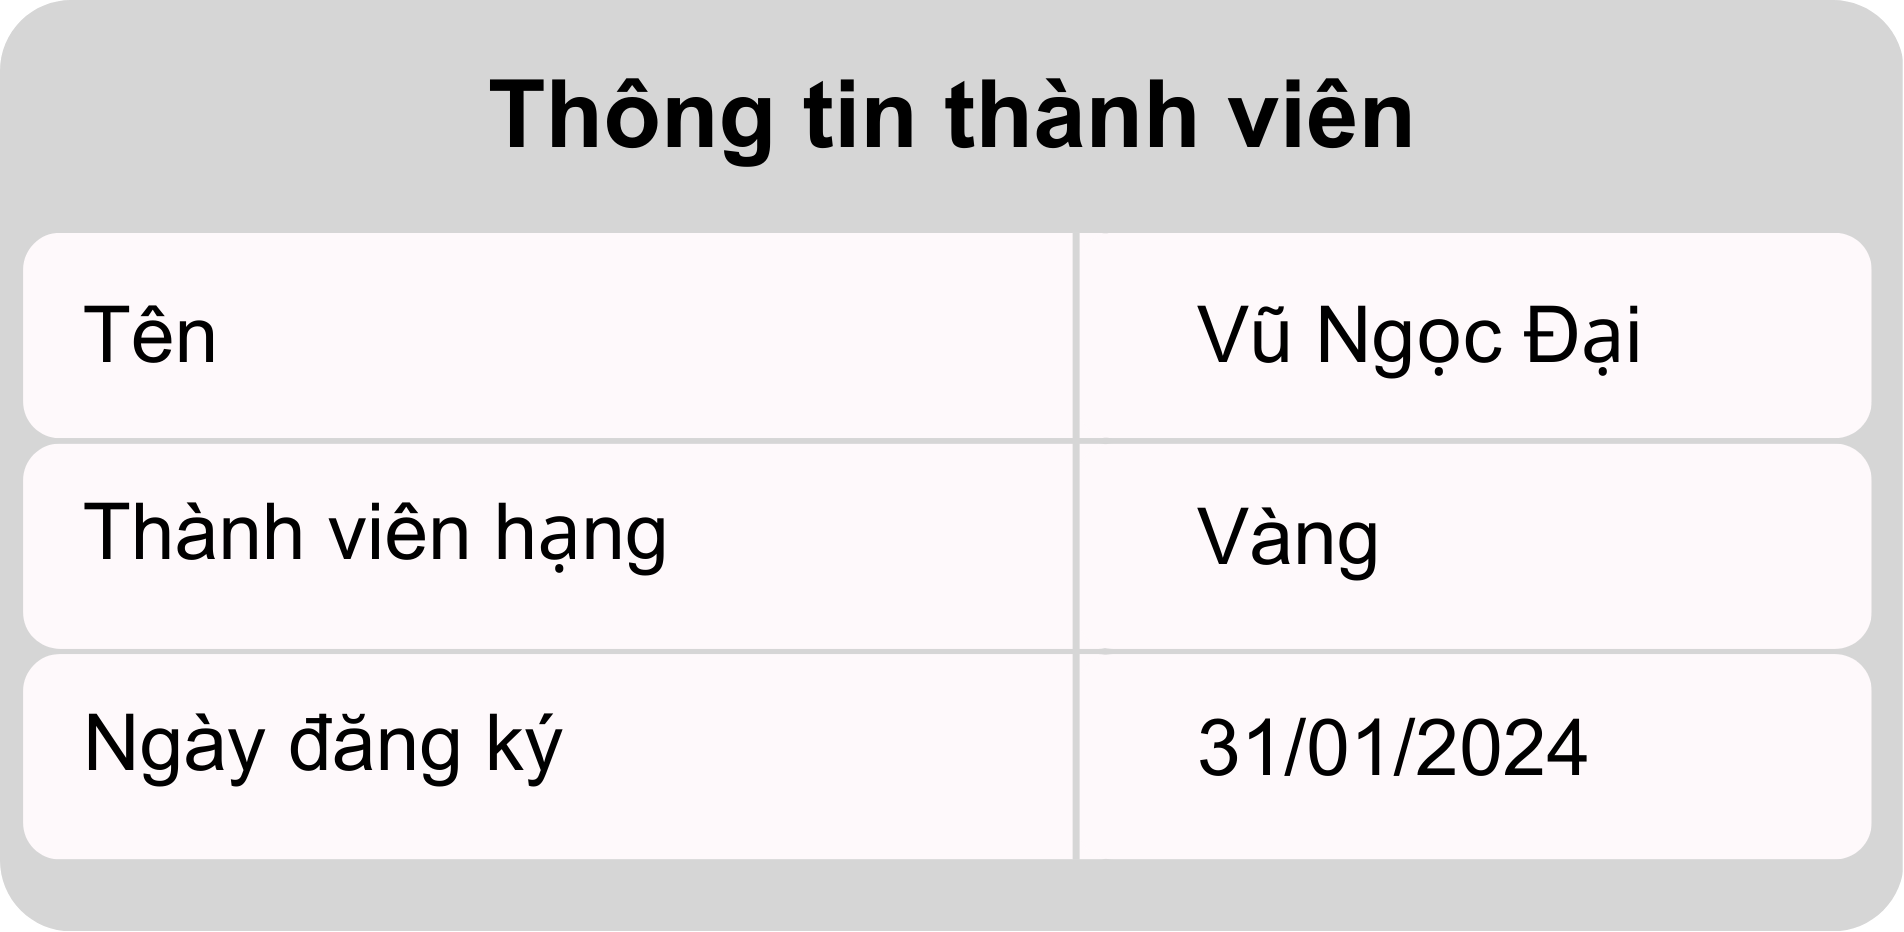 Thông tin thành viên
Tên Vũ Ngọc Đại
Thành viên hạng Vàng
Ngày đăng ký 31/01/2024